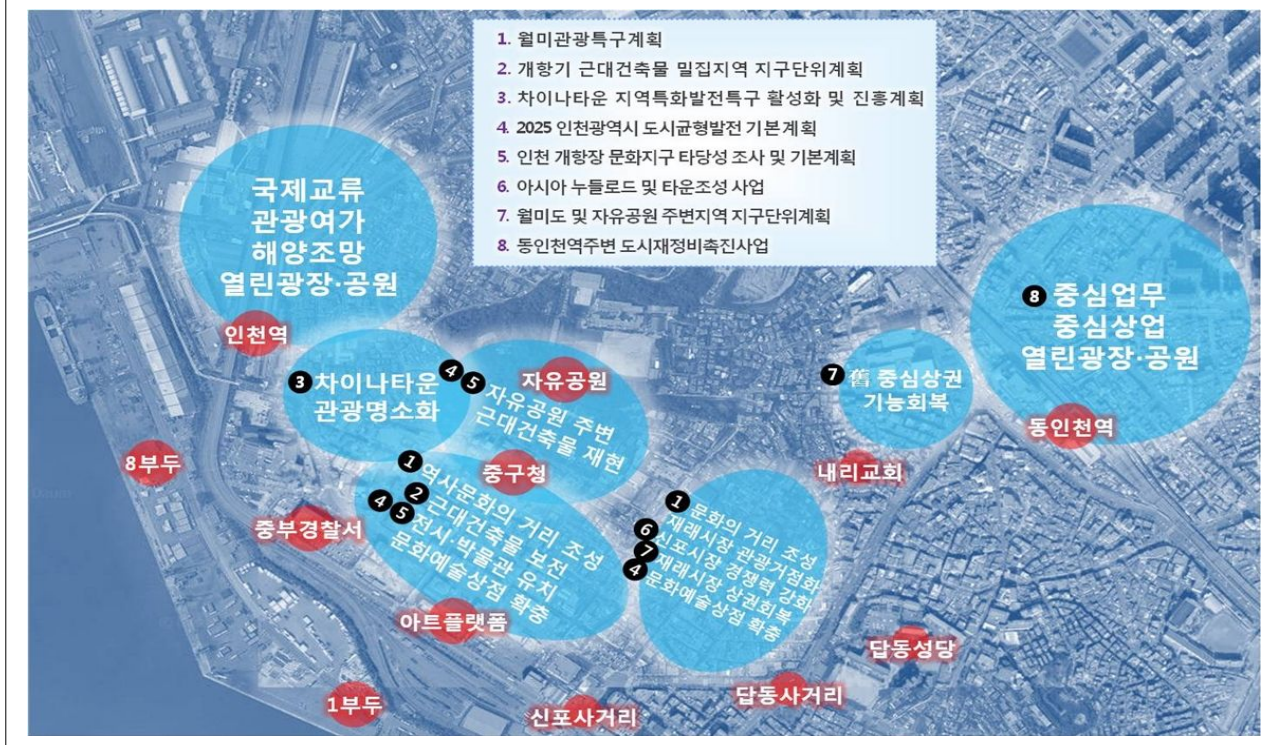 1. 월미관광특구계획
2. 개항기 근대건축물 밀집지역 지구단위계획
3. 차이나타운 지역특화발전특구 활성화 및 진흥계획
4. 2025 인천광역시 도시균형발전 기본계획
5. 인천 개항장 문화지구 타당성 조사 및 기본계획
6. 아시아 누들로드 및 타운조성 사업
7. 월미도 및 자유공원 주변지역 지구단위계획
8. 동인천역주변 도시재정비촉진사업
국제교류
관광여가
해양조망
열린광장·공원
인천역
3 차이나타운
관광명소화
4 5 자유공원 주변
근대건축물 재현
자유공원
중구청
7 舊 중심상권
기능회복
8 중심업무
중심상업
열린광장·공원
동인천역
내리교회
8부두
중부경찰서
1 역사문화의 거리 조성
2 근대건축물 보전
4 5 전시·박물관 유치
문화예술상점 확충
1 문화의 거리 조성
재래시장 관광거점화
6 신포시장 경쟁력 강화
7 재래시장 상권회복
4 문화예술상점 확충
아트플랫폼
답동성당
1부두
신포사거리
답동사거리